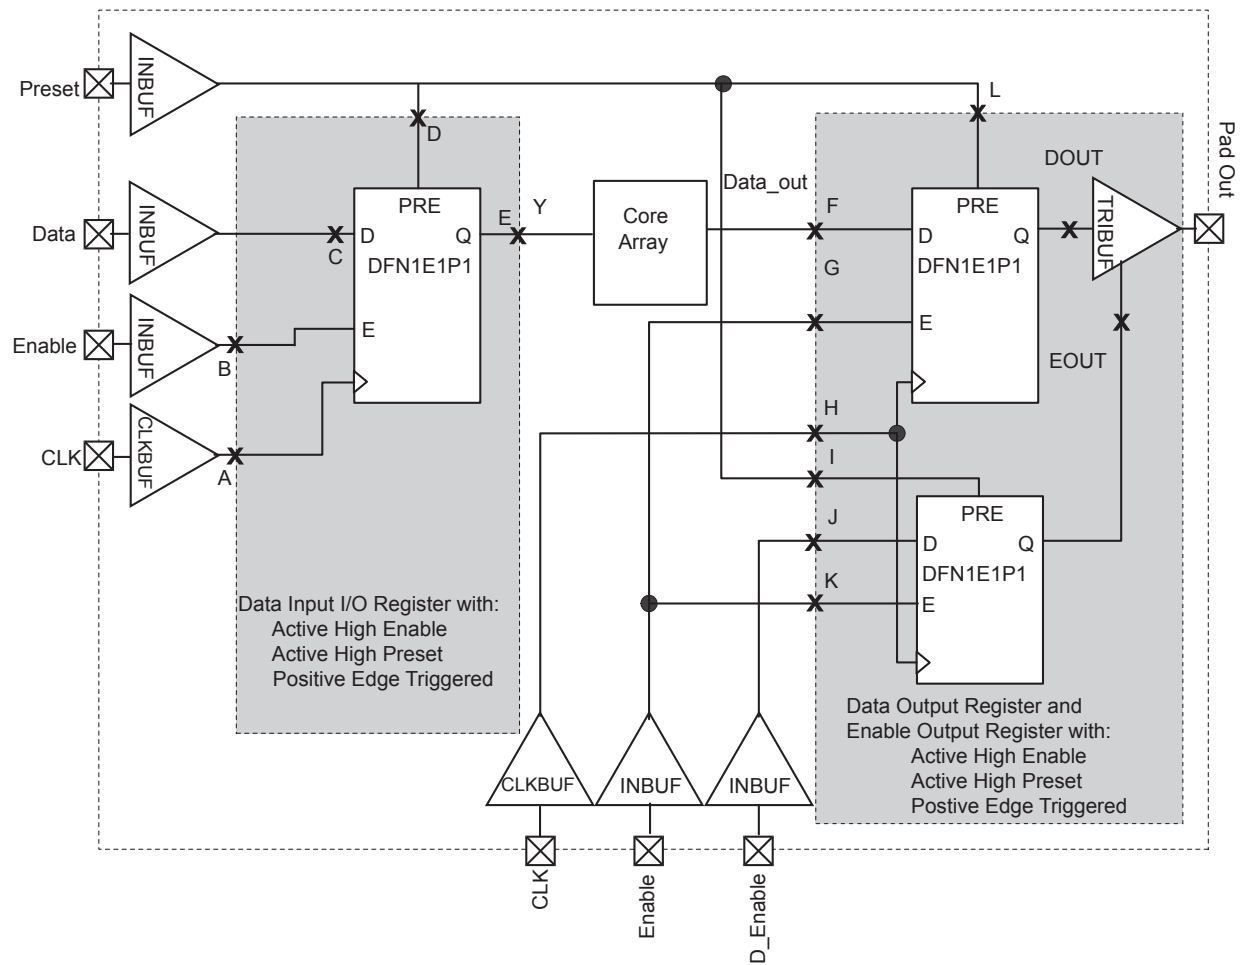 Preset
INBUF
L
D
Pad Out
DOUT
Data
INBUF
C
D
PRE
Q
DFN1E1P1
E
E
Y
Core
Array
Data_out
F
G
PRE
D
Q
DFN1E1P1
E
TRIBUF
EOUT
Enable
INBUF
B
CLK
CLKBUF
A
H
I
J
K
PRE
D
Q
DFN1E1P1
E
Data Input I/O Register with:
Active High Enable
Active High Preset
Positive Edge Triggered
Data Output Register and
Enable Output Register with:
Active High Enable
Active High Preset
Postive Edge Triggered
CLKBUF
INBUF
INBUF
CLK
Enable
D_Enable